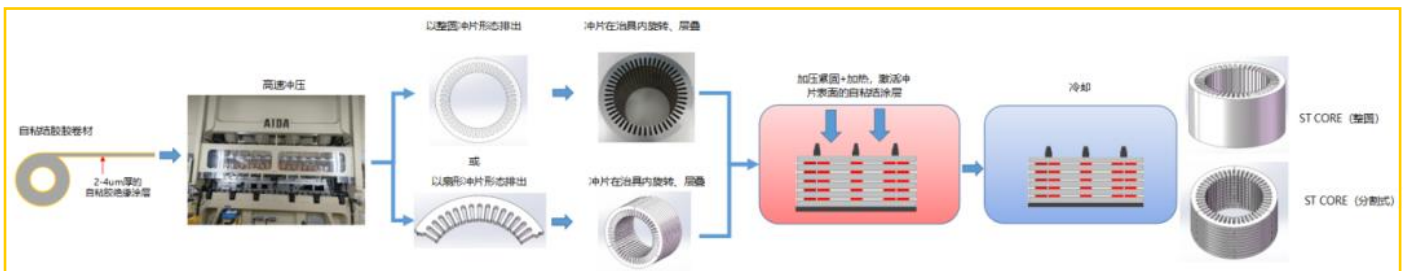 以整圆冲片形态排出
冲片在治具内旋转、层叠
高速冲压
AIDA
加压紧固+加热，激活冲
片表面的自粘结涂层
冷却
自粘结胶胶卷材
ST CORE（整圆）
或
2-4um厚的
自粘胶绝缘涂层
以扇形冲片形态排出
冲片在治具内旋转、层叠
ST CORE（分割式）